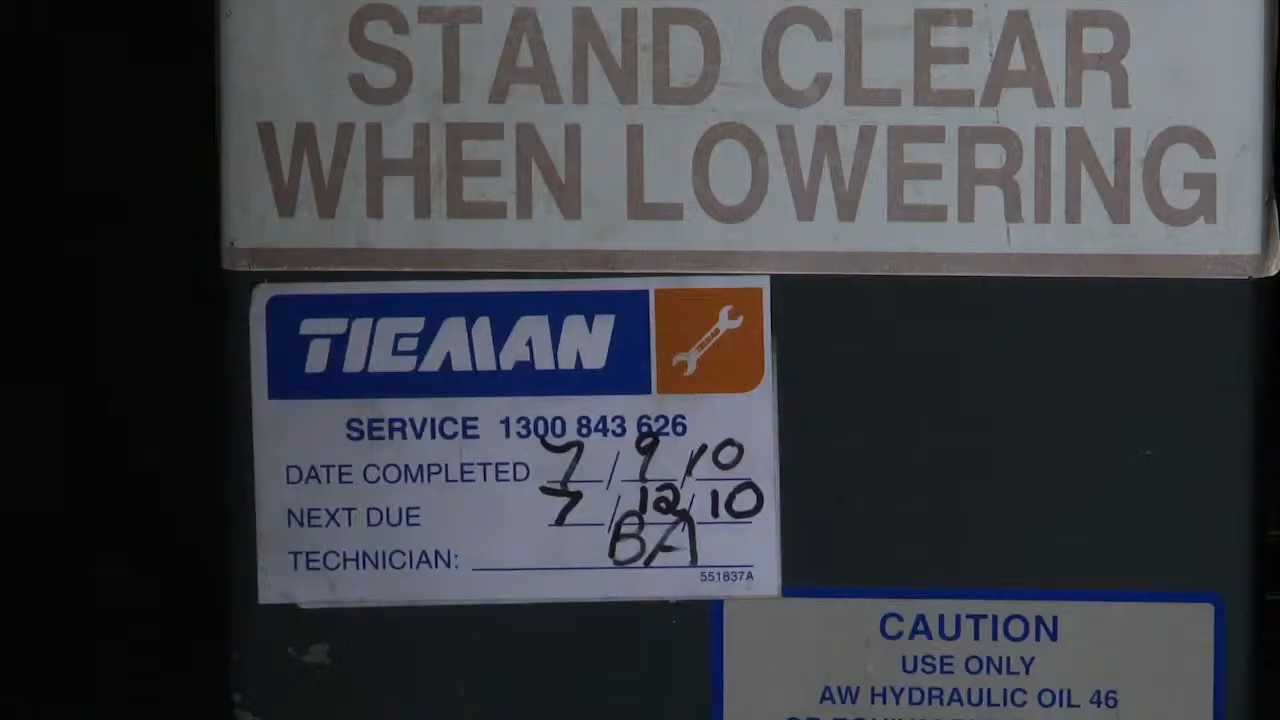 STAND CLEAR
WHEN LOWERING
TIEMAN
SERVICE 1300 843 626
DATE COMPLETED 7/9/10
NEXT DUE 7/12/10
TECHNICIAN: BA
551837A
CAUTION
USE ONLY
AW HYDRAULIC OIL 46